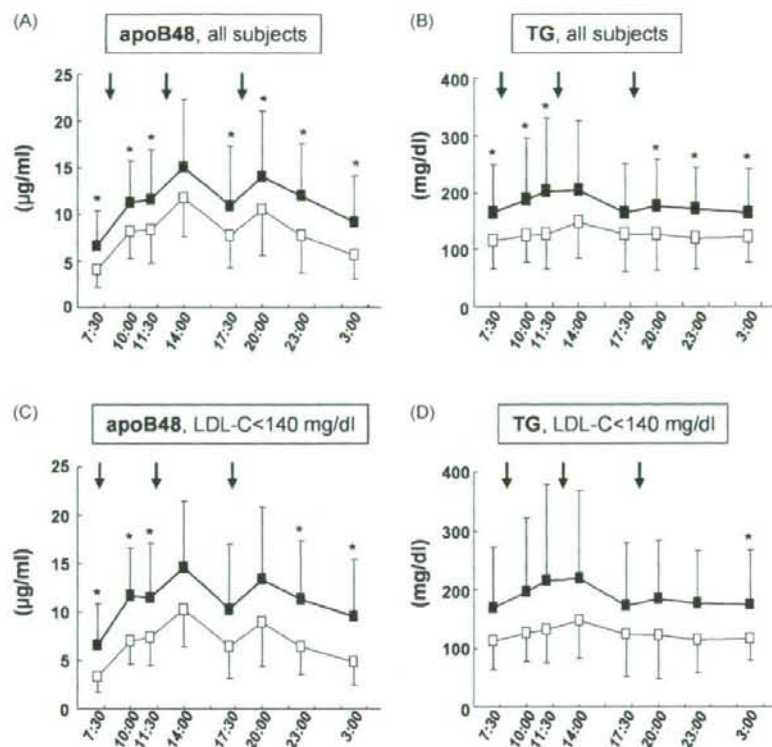 (A)
apoB48, all subjects
(µg/ml)
25
20
15
10
5
0
* * * * * * *
7:30 10:00 11:30 14:00 17:30 20:00 23:00 3:00
(B)
TG, all subjects
(mg/dl)
400
300
200
100
0
* * * * * *
7:30 10:00 11:30 14:00 17:30 20:00 23:00 3:00
(C)
apoB48, LDL-C<140 mg/dl
(µg/ml)
25
20
15
10
5
0
* * * * *
7:30 10:00 11:30 14:00 17:30 20:00 23:00 3:00
(D)
TG, LDL-C<140 mg/dl
(mg/dl)
400
300
200
100
0
*
7:30 10:00 11:30 14:00 17:30 20:00 23:00 3:00